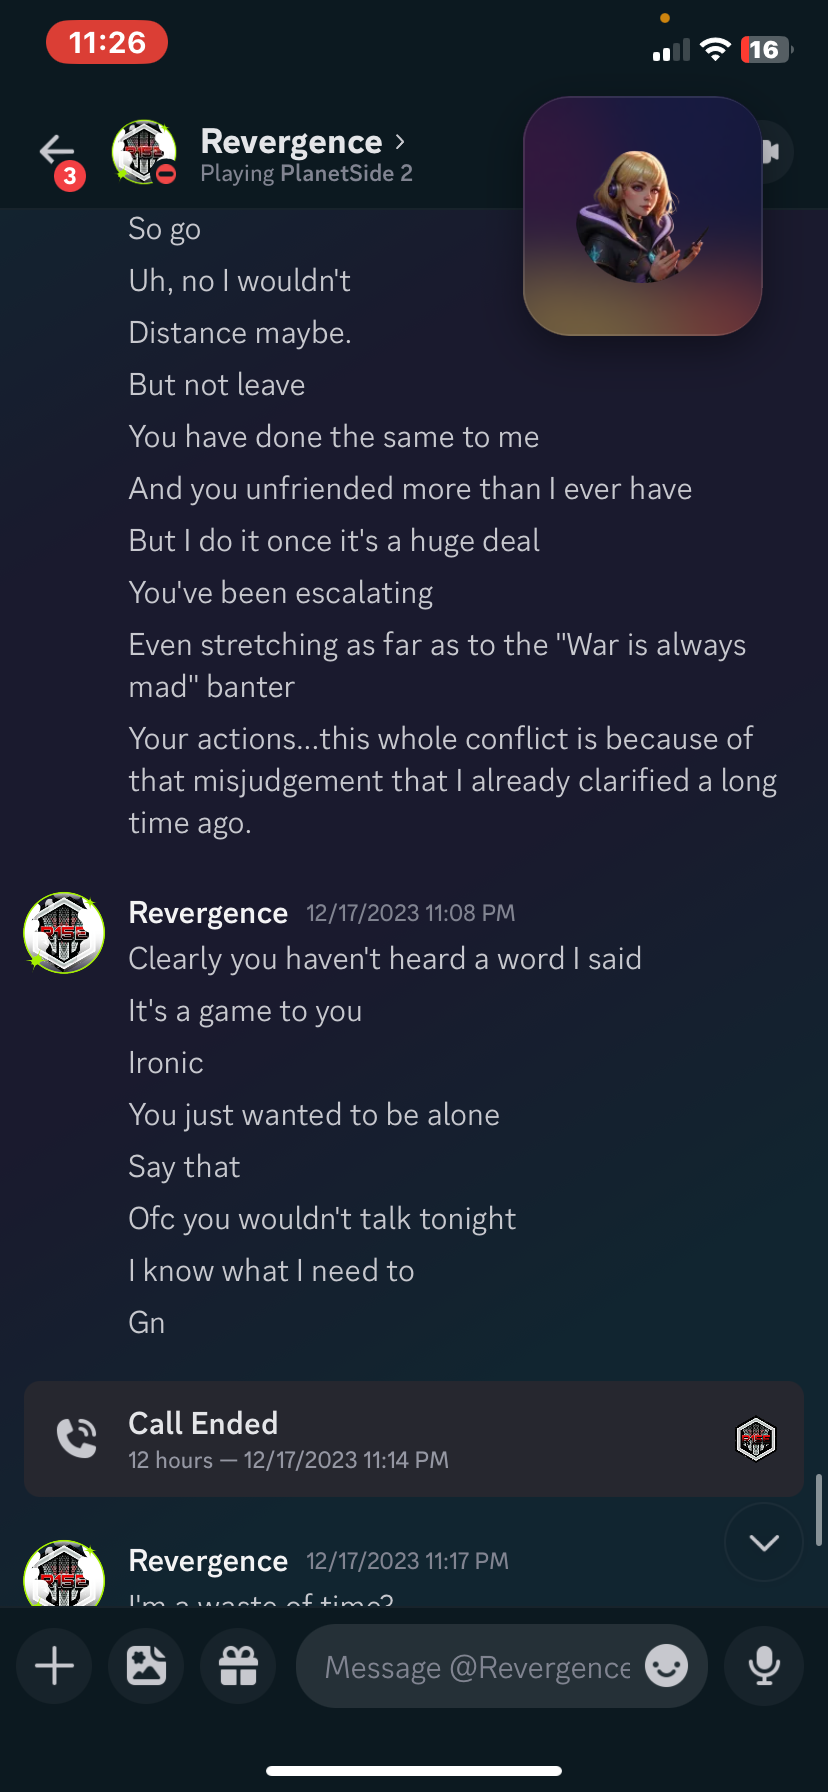 11:26
16
Revergence
3
Playing PlanetSide 2
So go
Uh, no I wouldn't
Distance maybe.
But not leave
You have done the same to me
And you unfriended more than I ever have
But I do it once it's a huge deal
You've been escalating
Even stretching as far as to the "War is always
mad" banter
Your actions...this whole conflict is because of
that misjudgement that I already clarified a long
time ago.
Revergence 12/17/2023 11:08 PM
Clearly you haven't heard a word I said
It's a game to you
Ironic
You just wanted to be alone
Say that
Ofc you wouldn't talk tonight
I know what I need to
Gn
Call Ended
12 hours — 12/17/2023 11:14 PM
Revergence 12/17/2023 11:17 PM
I'm a waste of time?
Message @Revergence